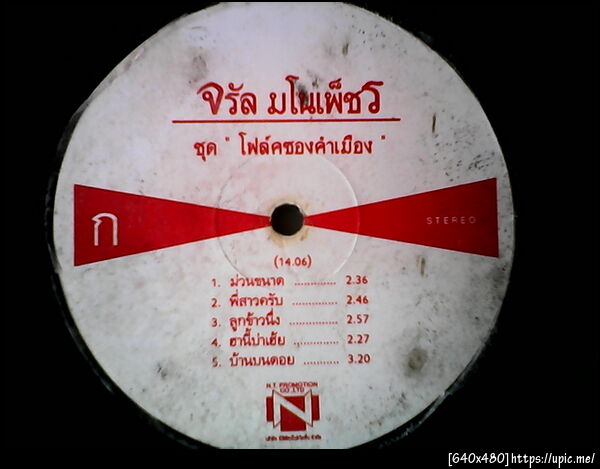 จรัล มโนเพ็ชร
ชุด " โฟล์คซองคำเมือง "
ก
STEREO
(14.06)
1. ม่วนขนาด ............ 2.36
2. พี่สาวครับ ............. 2.46
3. ลูกข้าวนึ่ง .............. 2.57
4. ฮานี้บ่าเฮ้ย ............. 2.27
5. บ้านบนดอย .......... 3.20
N.T. PROMOTION
CO.,LTD
N
[640x480]https://upic.me/